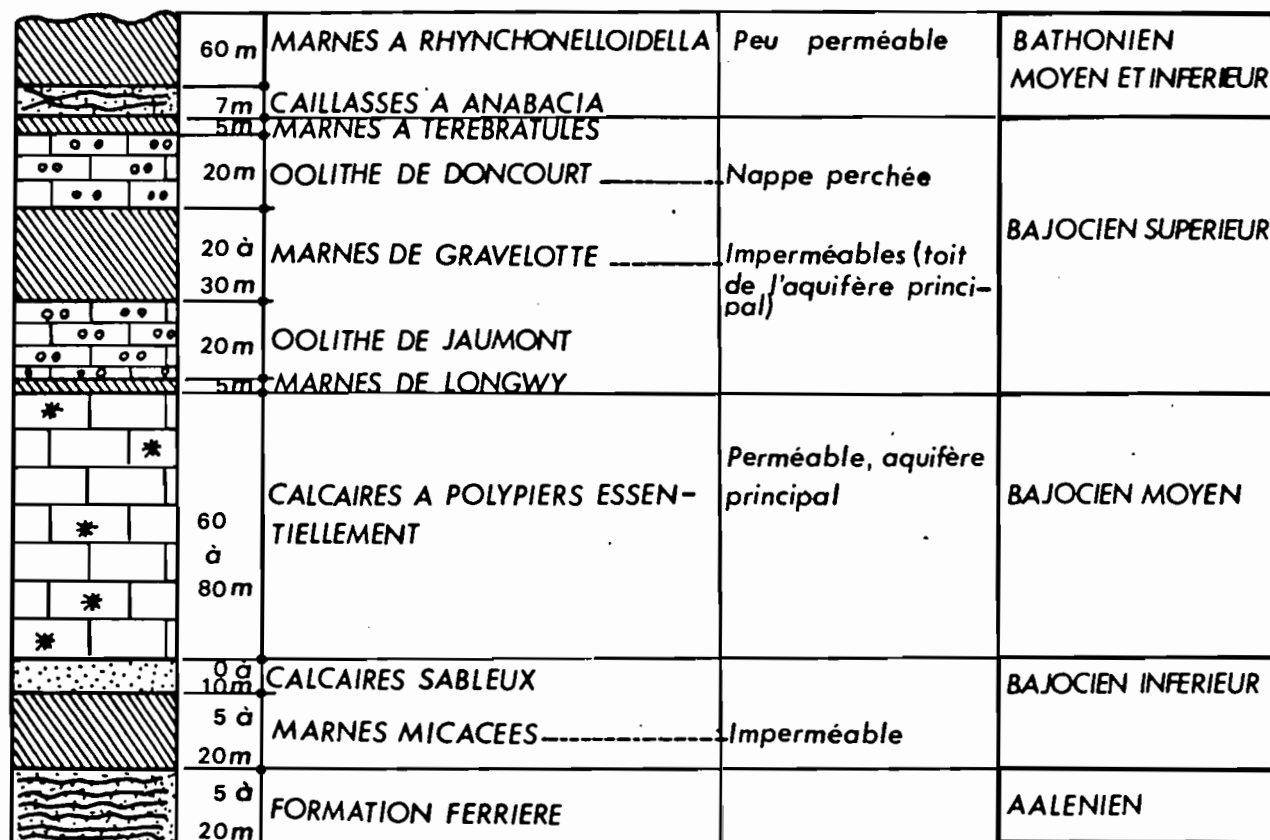 60 m MARNES A RHYNCHONELLOIDELLA Peu perméable BATHONIEN
MOYEN ET INFERIEUR
7m CAILLASSES A ANABACIA
5m MARNES A TEREBRATULES
20m OOLITHE DE DONCOURT Nappe perchée
BAJOCIEN SUPERIEUR
20 à
30m
MARNES DE GRAVELOTTE Imperméables (toit
de l'aquifère princi-
pal)
20m OOLITHE DE JAUMONT
5m MARNES DE LONGWY
60
à
80m
CALCAIRES A POLYPIERS ESSEN-
TIELLEMENT
Perméable, aquifère
principal
BAJOCIEN MOYEN
0 à
10m
CALCAIRES SABLEUX
BAJOCIEN INFERIEUR
5 à
20m
MARNES MICACEES Imperméable
5 à
20m
FORMATION FERRIERE
AALENIEN